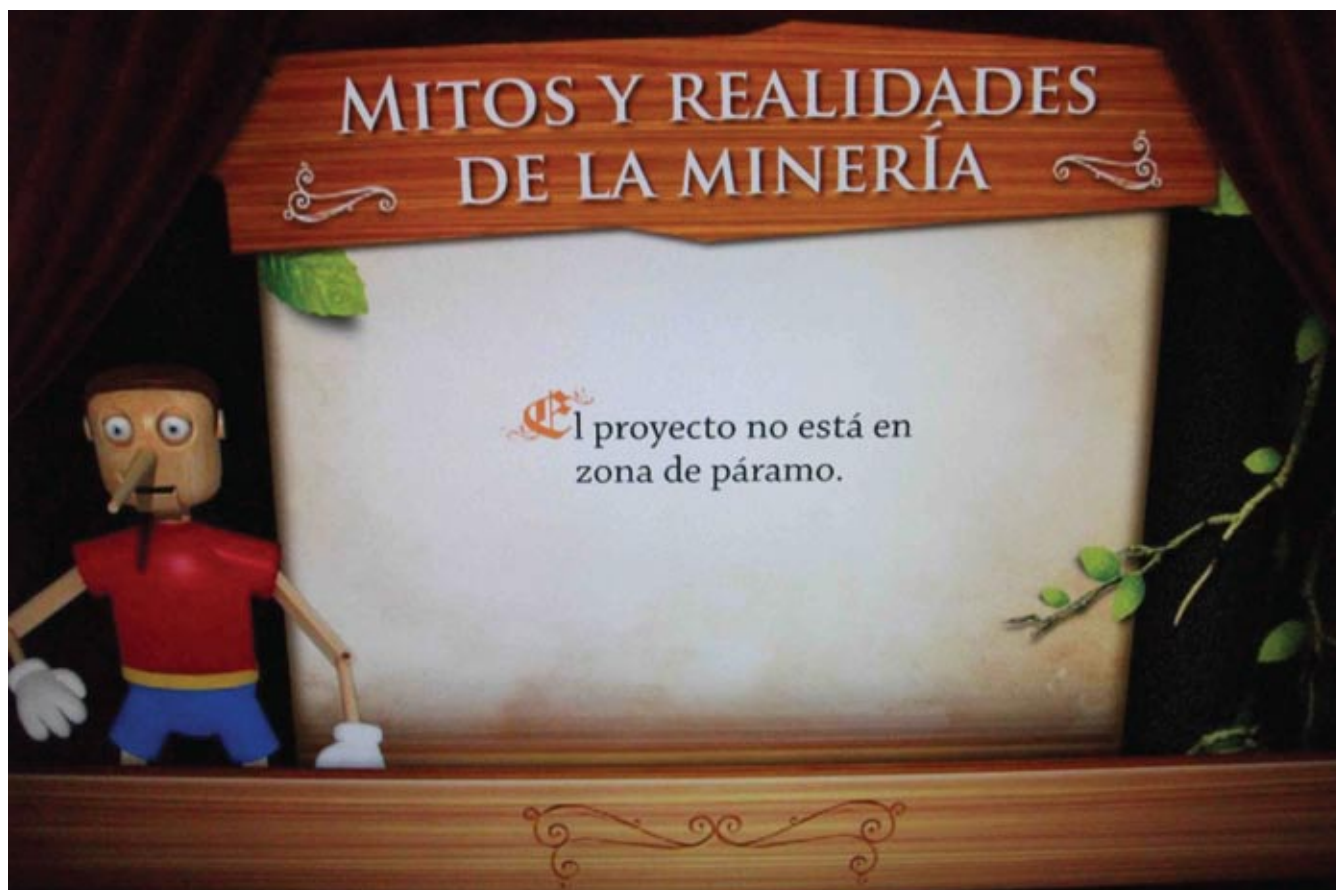 MITOS Y REALIDADES
DE LA MINERÍA
El proyecto no está en
zona de páramo.